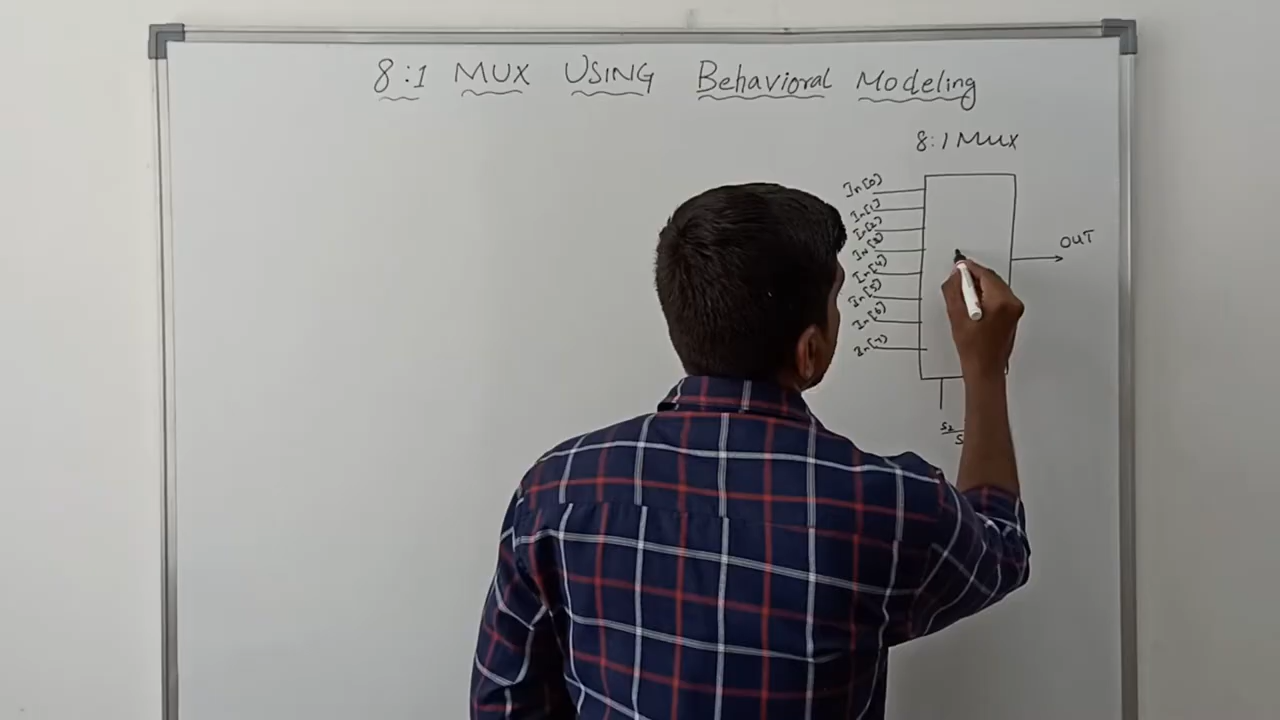 8:1 MUX USING Behavioral Modeling
8:1 MUX
In[0]
In[1]
In[2]
In[3]
In[4]
In[5]
In[6]
In[7]
OUT
S2
S